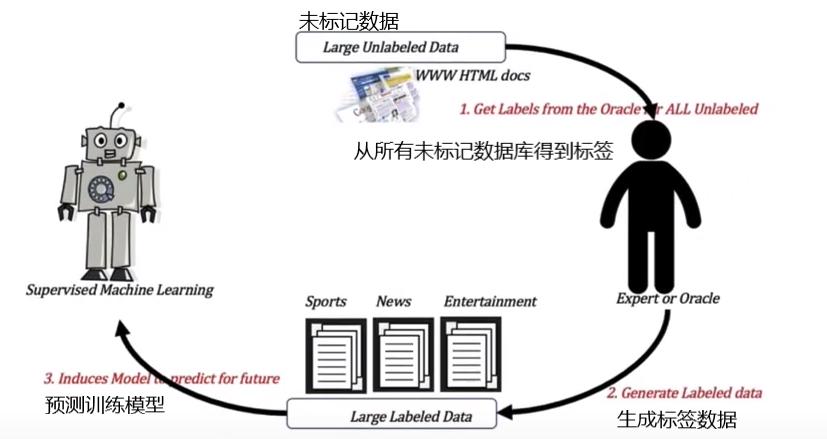 未标记数据
Large Unlabeled Data
WWW HTML docs
1. Get Labels from the Oracle for ALL Unlabeled
从所有未标记数据库得到标签
Supervised Machine Learning
Expert or Oracle
Sports News Entertainment
3. Induces Model to predict for future
预测训练模型
2. Generate Labeled data
生成标签数据
Large Labeled Data